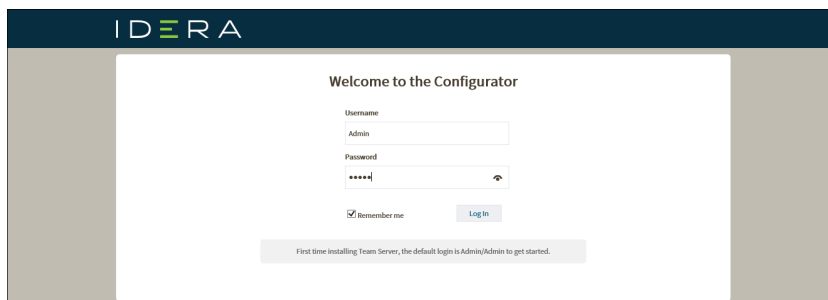 IDERA
Welcome to the Configurator
Username
Admin
Password
•••••
Remember me
Log In
First time installing Team Server, the default login is Admin/Admin to get started.